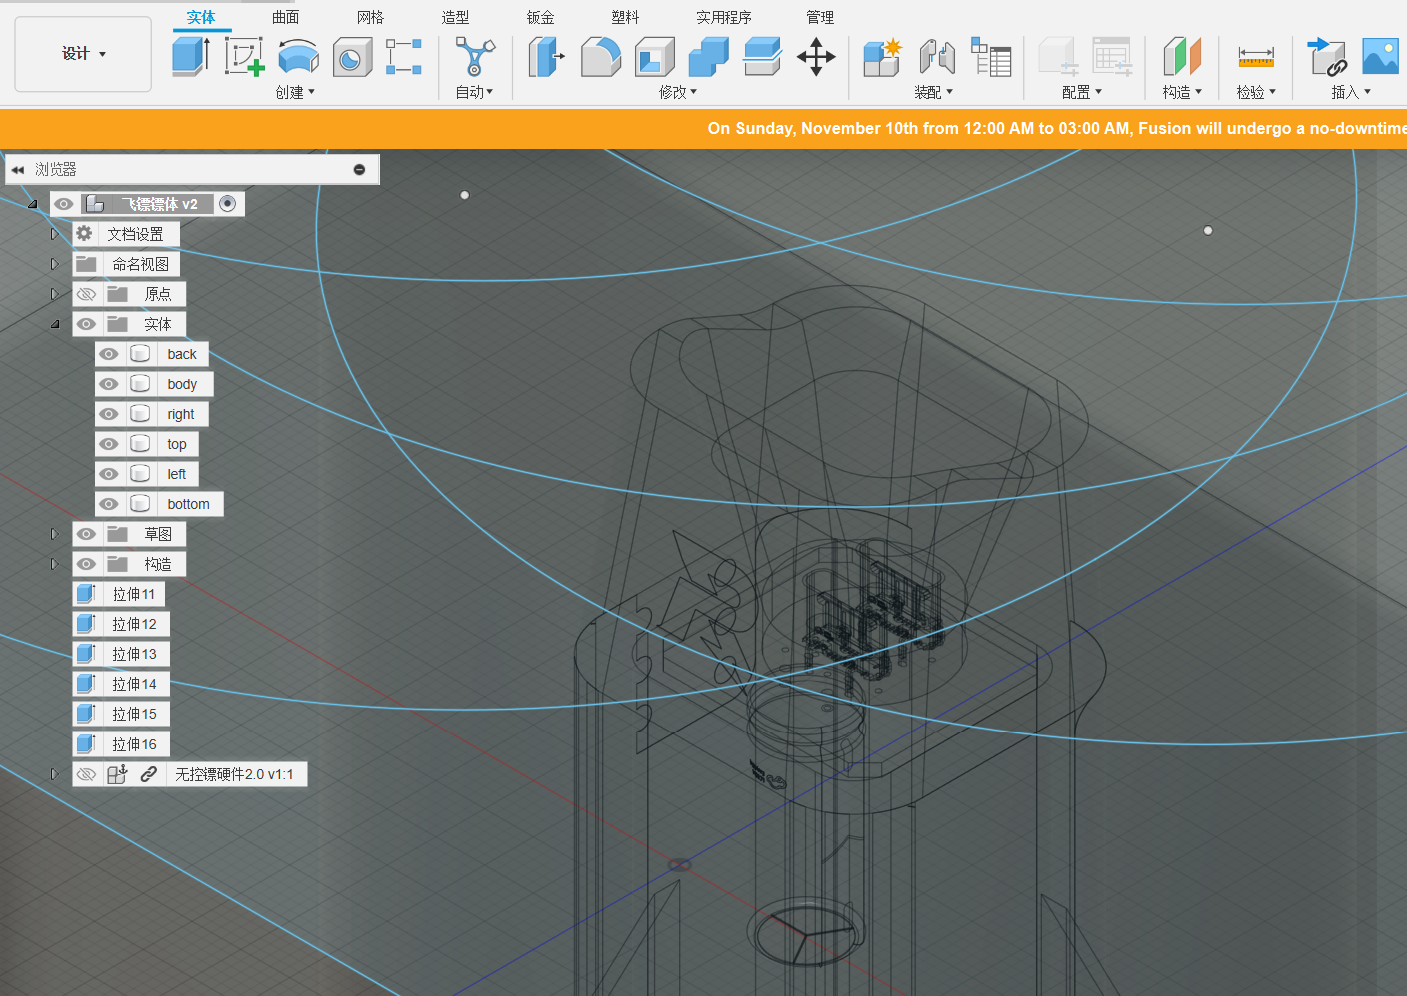 实体 曲面 网格 造型 钣金 塑料 实用程序 管理
设计
创建 自动 修改 装配 配置 构造 检验 插入
On Sunday, November 10th from 12:00 AM to 03:00 AM, Fusion will undergo a no-downtime
浏览器
飞镖镖体 v2
文档设置
命名视图
原点
实体
back
body
right
top
left
bottom
草图
构造
拉伸11
拉伸12
拉伸13
拉伸14
拉伸15
拉伸16
无控镖硬件2.0 v1:1